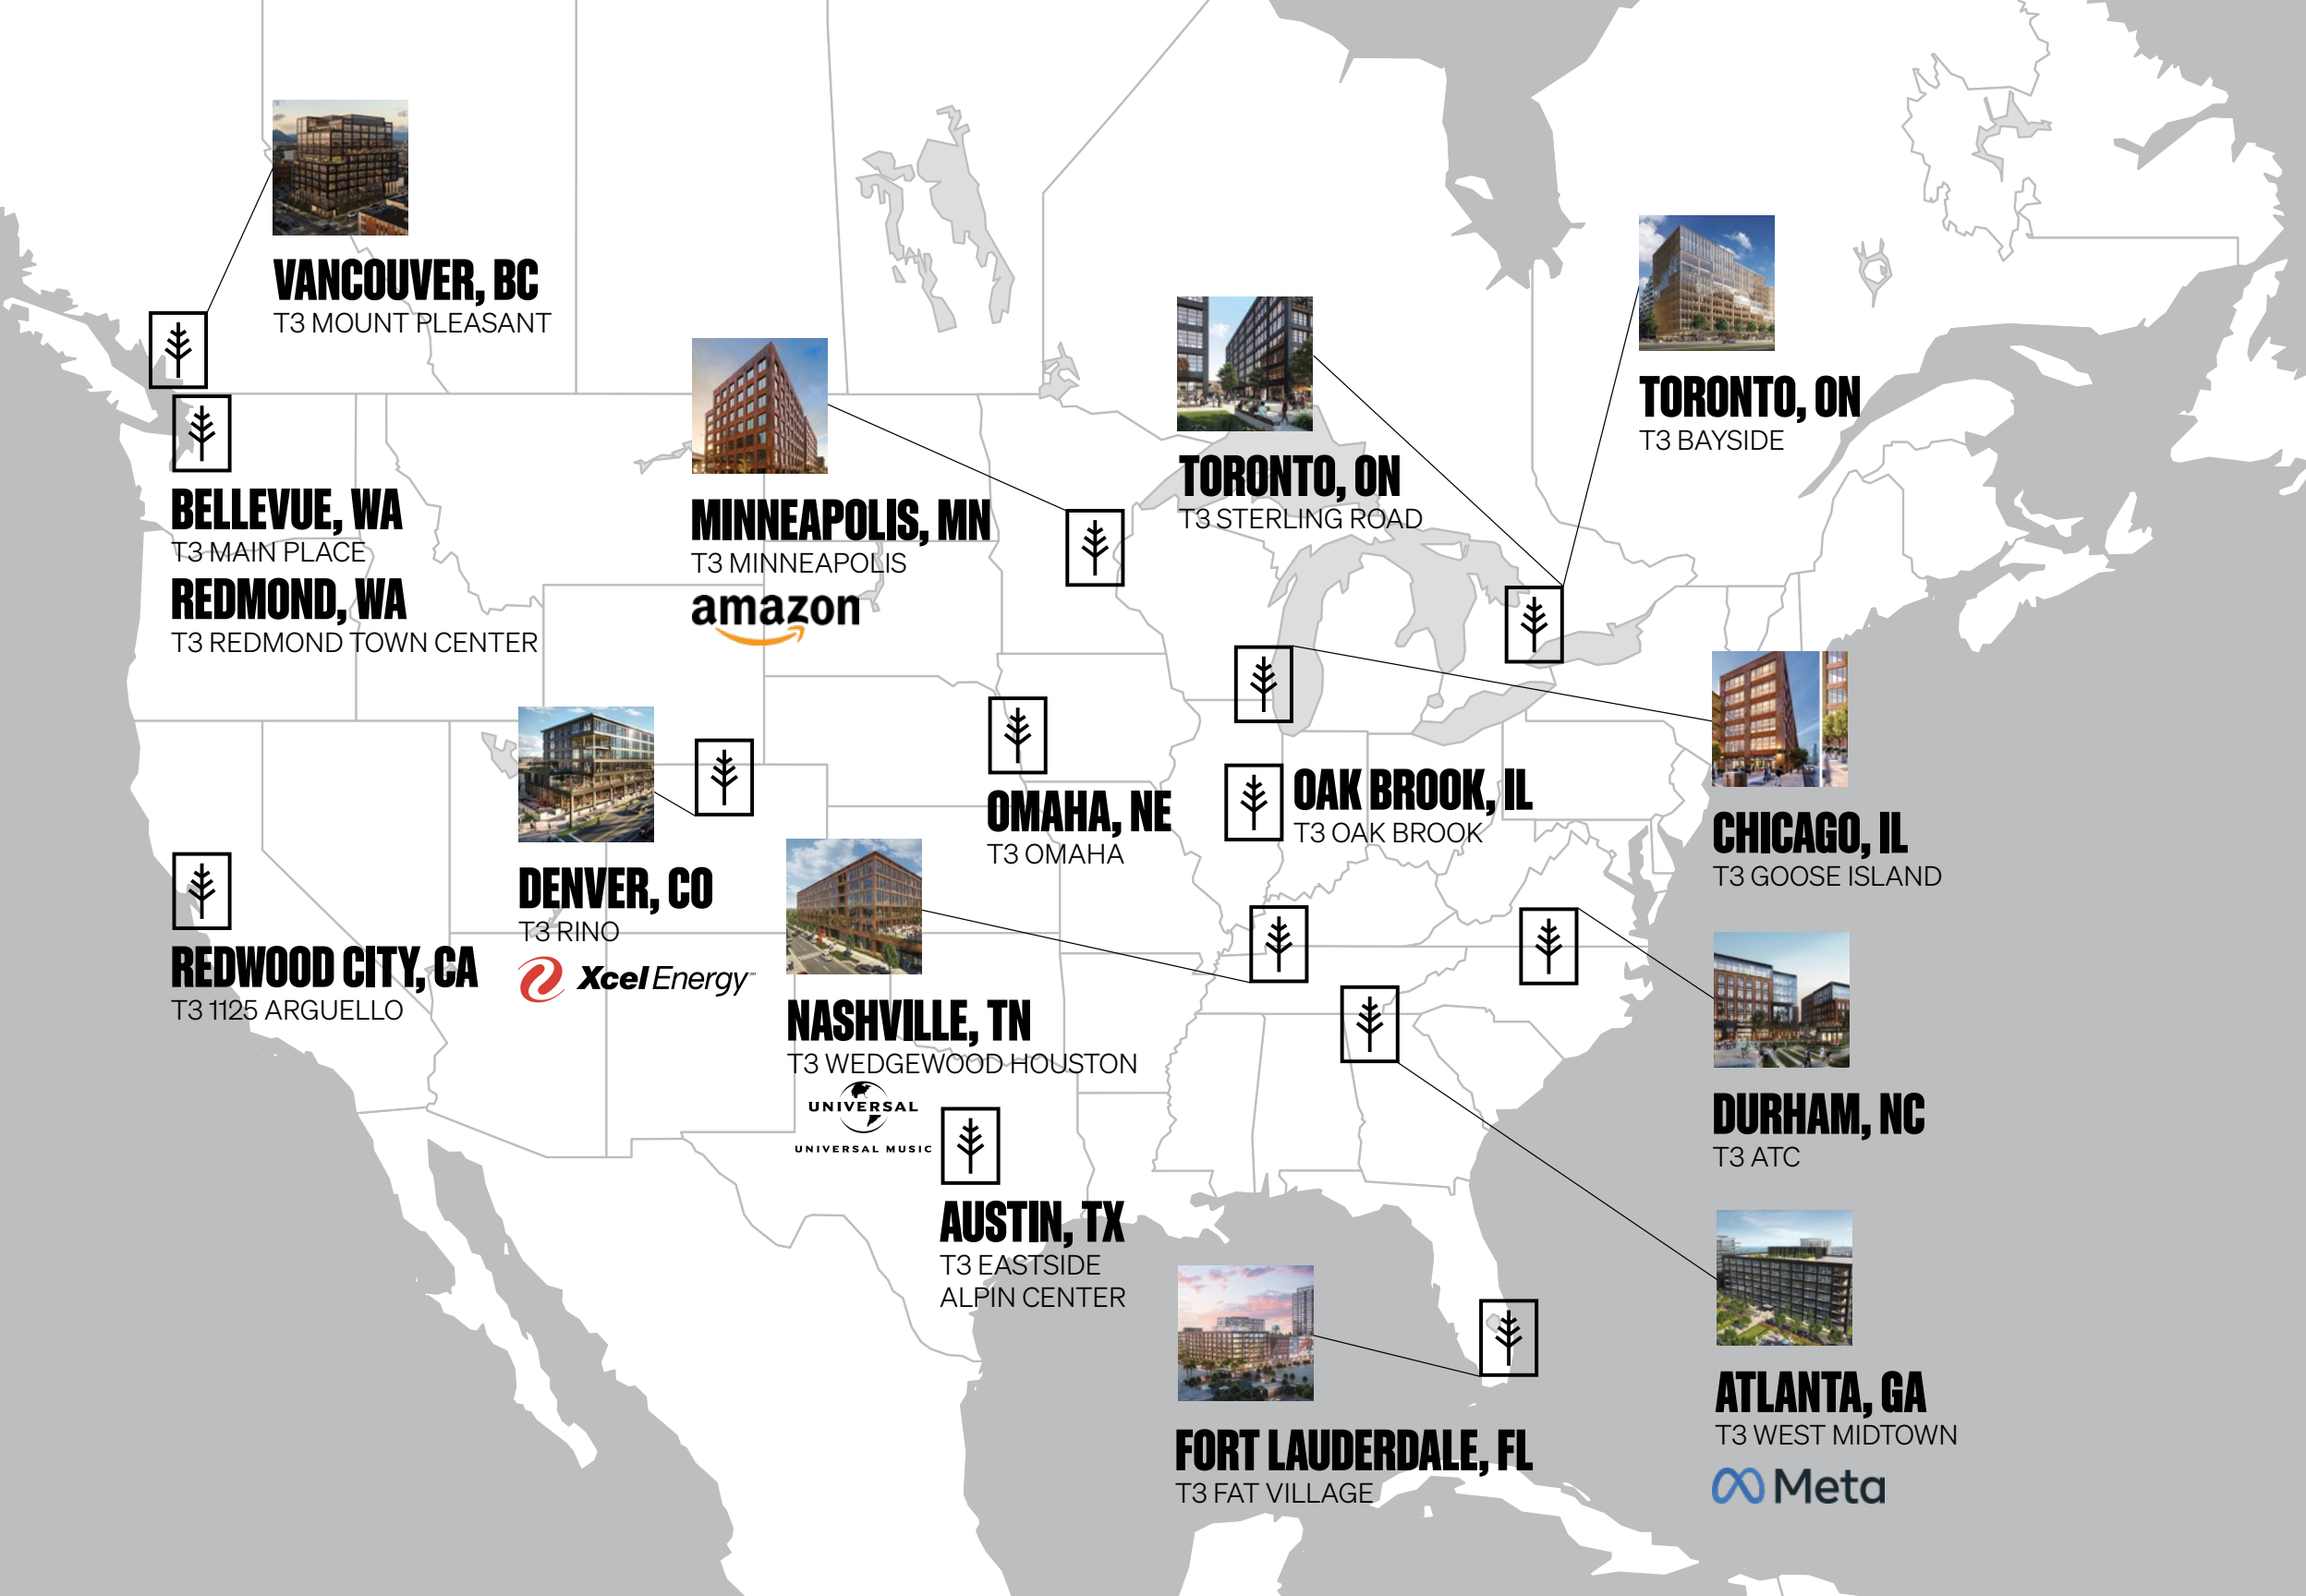 VANCOUVER, BC
T3 MOUNT PLEASANT
TORONTO, ON
T3 BAYSIDE
TORONTO, ON
T3 STERLING ROAD
BELLEVUE, WA
T3 MAIN PLACE
REDMOND, WA
T3 REDMOND TOWN CENTER
MINNEAPOLIS, MN
T3 MINNEAPOLIS
amazon
OMAHA, NE
T3 OMAHA
OAK BROOK, IL
T3 OAK BROOK
CHICAGO, IL
T3 GOOSE ISLAND
DENVER, CO
T3 RINO
Xcel Energy℠
REDWOOD CITY, CA
T3 1125 ARGUELLO
NASHVILLE, TN
T3 WEDGEWOOD HOUSTON
UNIVERSAL
UNIVERSAL MUSIC
DURHAM, NC
T3 ATC
AUSTIN, TX
T3 EASTSIDE
ALPIN CENTER
FORT LAUDERDALE, FL
T3 FAT VILLAGE
ATLANTA, GA
T3 WEST MIDTOWN
Meta